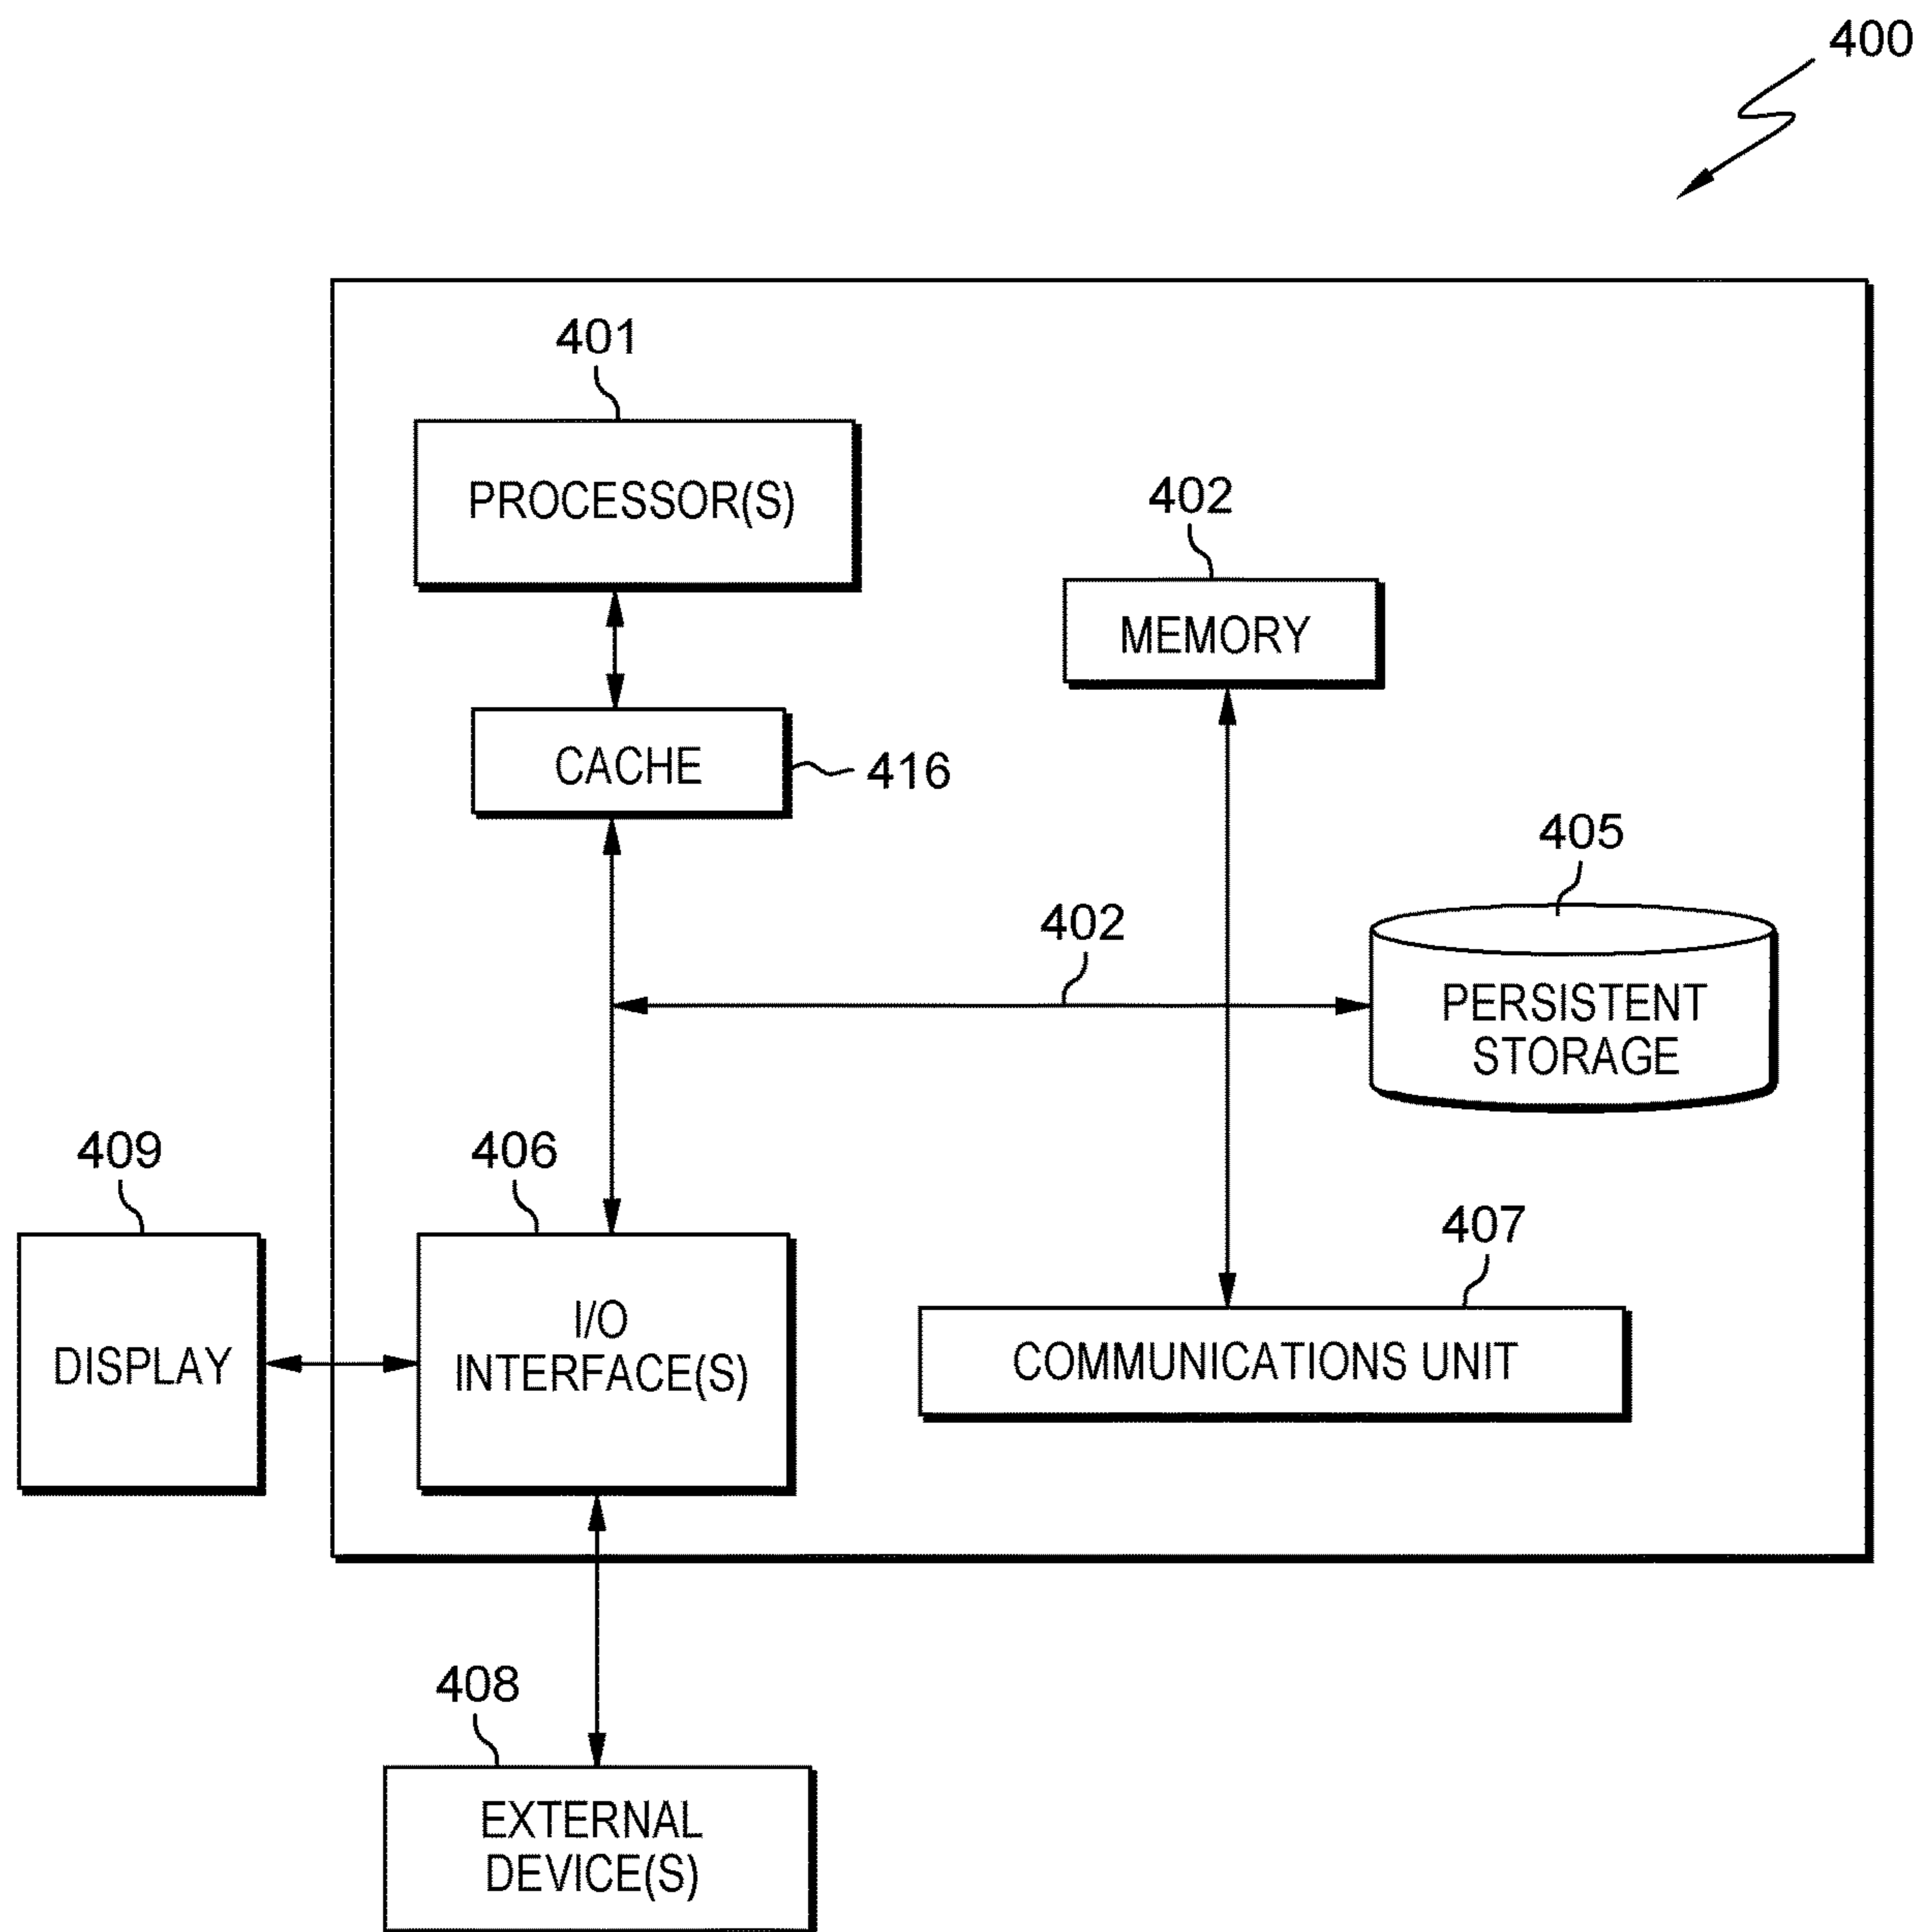 400
401
PROCESSOR(S)
402
MEMORY
CACHE
416
405
402
PERSISTENT
STORAGE
409
406
407
DISPLAY
I/O
INTERFACE(S)
COMMUNICATIONS UNIT
408
EXTERNAL
DEVICE(S)